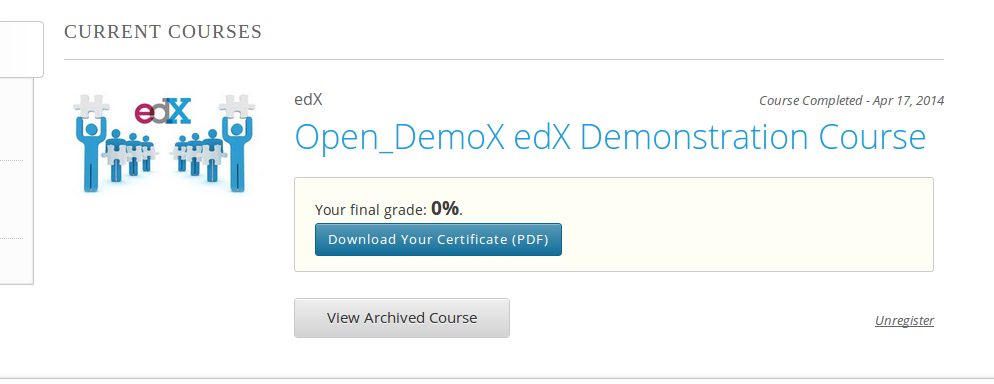 CURRENT COURSES
edX
edX
Course Completed - Apr 17, 2014
Open_DemoX edX Demonstration Course
Your final grade: 0%.
Download Your Certificate (PDF)
View Archived Course
Unregister